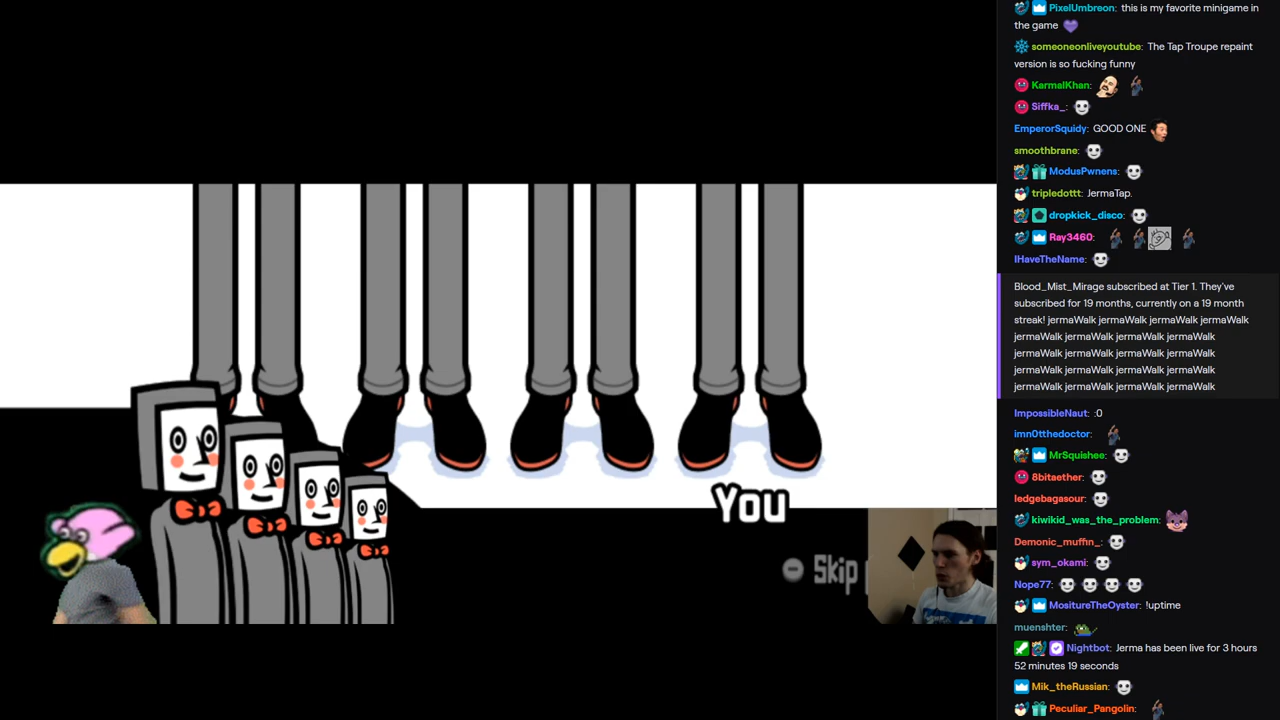 You
Skip
PixelUmbreon: this is my favorite minigame in
the game
someoneonliveyoutube: The Tap Troupe repaint
version is so fucking funny
KarmalKhan:
Siffka_:
EmperorSquidy: GOOD ONE
smoothbrane:
ModusPwnens:
tripledottt: JermaTap.
dropkick_disco:
Ray3460:
IHaveTheName:
Blood_Mist_Mirage subscribed at Tier 1. They've
subscribed for 19 months, currently on a 19 month
streak! jermaWalk jermaWalk jermaWalk jermaWalk
jermaWalk jermaWalk jermaWalk jermaWalk
jermaWalk jermaWalk jermaWalk jermaWalk
jermaWalk jermaWalk jermaWalk jermaWalk
jermaWalk jermaWalk jermaWalk jermaWalk
ImpossibleNaut: :0
imn0tthedoctor:
MrSquishee:
8bitaether:
ledgebagasour:
kiwikid_was_the_problem:
Demonic_muffin_:
sym_okami:
Nope77:
MositureTheOyster: !uptime
muenshter:
Nightbot: Jerma has been live for 3 hours
52 minutes 19 seconds
Mik_theRussian:
Peculiar_Pangolin: